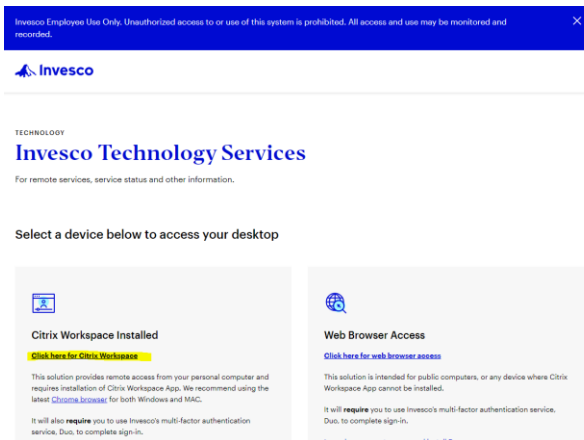 Invesco Employee Use Only. Unauthorized access to or use of this system is prohibited. All access and use may be monitored and
recorded.
Invesco
TECHNOLOGY
Invesco Technology Services
For remote services, service status and other information.
Select a device below to access your desktop
Citrix Workspace Installed
Click here for Citrix Workspace
This solution provides remote access from your personal computer and
requires installation of Citrix Workspace App. We recommend using the
latest Chrome browser for both Windows and MAC.
It will also require you to use Invesco's multi-factor authentication
service, Duo, to complete sign-in.
Web Browser Access
Click here for web browser access
This solution is intended for public computers, or any device where Citrix
Workspace App cannot be installed.
It will require you to use Invesco's multi-factor authentication service,
Duo, to complete sign-in.